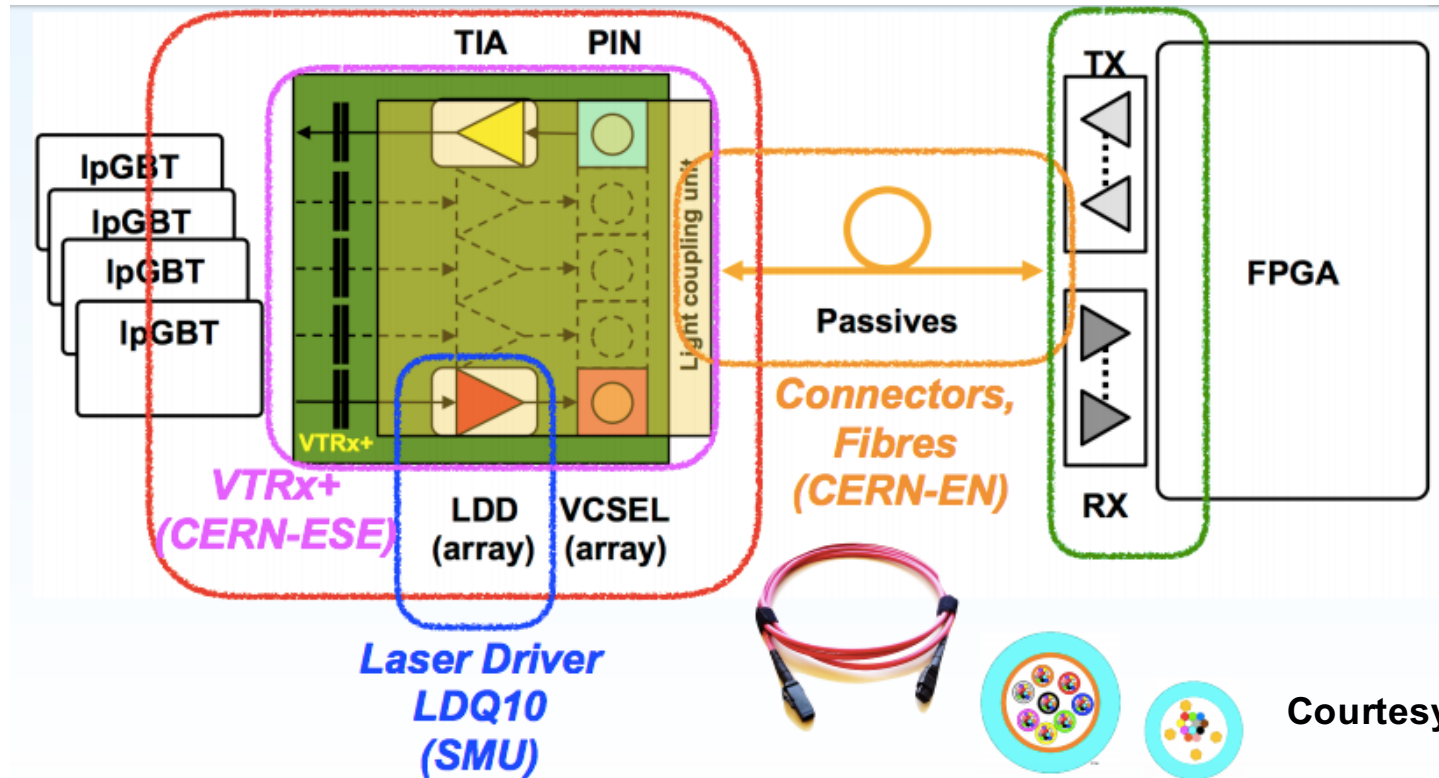 TIA
PIN
TX
lpGBT
lpGBT
lpGBT
lpGBT
Light coupling unit
FPGA
Passives
VTRx+
Connectors,
Fibres
(CERN-EN)
VTRx+
(CERN-ESE)
LDD
(array)
VCSEL
(array)
RX
Laser Driver
LDQ10
(SMU)
Courtesy